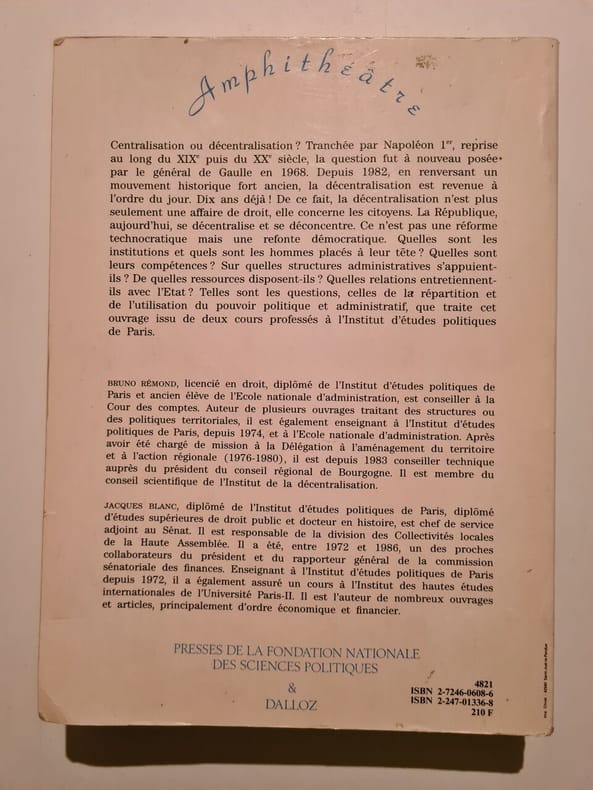 Amphithéâtre
Centralisation ou décentralisation ? Tranchée par Napoléon 1er, reprise
au long du XIXe puis du XXe siècle, la question fut à nouveau posée
par le général de Gaulle en 1968. Depuis 1982, en renversant un
mouvement historique fort ancien, la décentralisation est revenue à
l'ordre du jour. Dix ans déjà ! De ce fait, la décentralisation n'est plus
seulement une affaire de droit, elle concerne les citoyens. La République,
aujourd'hui, se décentralise et se déconcentre. Ce n'est pas une réforme
technocratique mais une refonte démocratique. Quelles sont les
institutions et quels sont les hommes placés à leur tête ? Quelles sont
leurs compétences ? Sur quelles structures administratives s'appuient-
ils ? De quelles ressources disposent-ils ? Quelles relations entretiennent-
ils avec l'Etat ? Telles sont les questions, celles de la répartition et
de l'utilisation du pouvoir politique et administratif, que traite cet
ouvrage issu de deux cours professés à l'Institut d'études politiques
de Paris.
BRUNO RÉMOND, licencié en droit, diplômé de l'Institut d'études politiques de
Paris et ancien élève de l'Ecole nationale d'administration, est conseiller à la
Cour des comptes. Auteur de plusieurs ouvrages traitant des structures ou
des politiques territoriales, il est également enseignant à l'Institut d'études
politiques de Paris, depuis 1974, et à l'Ecole nationale d'administration. Après
avoir été chargé de mission à la Délégation à l'aménagement du territoire
et à l'action régionale (1976-1980), il est depuis 1983 conseiller technique
auprès du président du conseil régional de Bourgogne. Il est membre du
conseil scientifique de l'Institut de la décentralisation.
JACQUES BLANC, diplômé de l'Institut d'études politiques de Paris, diplômé
d'études supérieures de droit public et docteur en histoire, est chef de service
adjoint au Sénat. Il est responsable de la division des Collectivités locales
de la Haute Assemblée. Il a été, entre 1972 et 1986, un des proches
collaborateurs du président et du rapporteur général de la commission
sénatoriale des finances. Enseignant à l'Institut d'études politiques de Paris
depuis 1972, il a également assuré un cours à l'Institut des hautes études
internationales de l'Université Paris-II. Il est l'auteur de nombreux ouvrages
et articles, principalement d'ordre économique et financier.
PRESSES DE LA FONDATION NATIONALE
DES SCIENCES POLITIQUES
&
DALLOZ
4821
ISBN 2-7246-0608-6
ISBN 2-247-01336-8
210 F